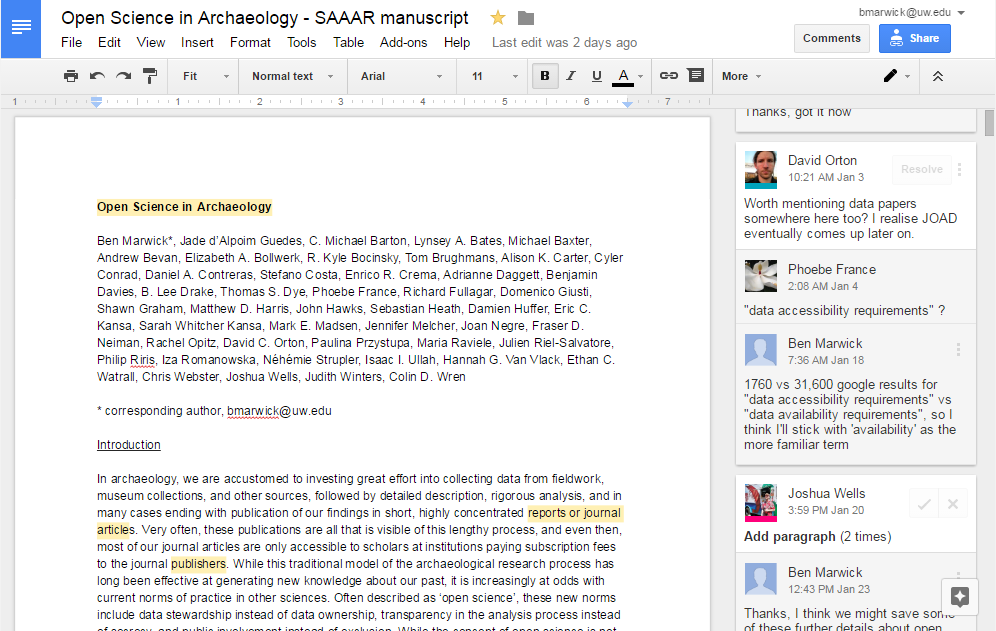 Open Science in Archaeology - SAAAR manuscript
bmarwick@uw.edu
File Edit View Insert Format Tools Table Add-ons Help Last edit was 2 days ago
Comments
Share
Fit Normal text Arial 11 B I U A More
1 1 2 3 4 5 6 7
Open Science in Archaeology
Ben Marwick*, Jade d'Alpoim Guedes, C. Michael Barton, Lynsey A. Bates, Michael Baxter,
Andrew Bevan, Elizabeth A. Bollwerk, R. Kyle Bocinsky, Tom Brughmans, Alison K. Carter, Cyler
Conrad, Daniel A. Contreras, Stefano Costa, Enrico R. Crema, Adrianne Daggett, Benjamin
Davies, B. Lee Drake, Thomas S. Dye, Phoebe France, Richard Fullagar, Domenico Giusti,
Shawn Graham, Matthew D. Harris, John Hawks, Sebastian Heath, Damien Huffer, Eric C.
Kansa, Sarah Whitcher Kansa, Mark E. Madsen, Jennifer Melcher, Joan Negre, Fraser D.
Neiman, Rachel Opitz, David C. Orton, Paulina Przystupa, Maria Raviele, Julien Riel-Salvatore,
Philip Riris, Iza Romanowska, Néhémie Strupler, Isaac I. Ullah, Hannah G. Van Vlack, Ethan C.
Watrall, Chris Webster, Joshua Wells, Judith Winters, Colin D. Wren
* corresponding author, bmarwick@uw.edu
Introduction
In archaeology, we are accustomed to investing great effort into collecting data from fieldwork,
museum collections, and other sources, followed by detailed description, rigorous analysis, and in
many cases ending with publication of our findings in short, highly concentrated reports or journal
articles. Very often, these publications are all that is visible of this lengthy process, and even then,
most of our journal articles are only accessible to scholars at institutions paying subscription fees
to the journal publishers. While this traditional model of the archaeological research process has
long been effective at generating new knowledge about our past, it is increasingly at odds with
current norms of practice in other sciences. Often described as 'open science', these new norms
include data stewardship instead of data ownership, transparency in the analysis process instead
of secrecy, and public involvement instead of exclusion. While the concept of open science is not
Thanks, got it now
David Orton
10:21 AM Jan 3
Resolve
Worth mentioning data papers
somewhere here too? I realise JOAD
eventually comes up later on.
Phoebe France
2:08 AM Jan 4
"data accessibility requirements" ?
Ben Marwick
7:36 AM Jan 18
1760 vs 31,600 google results for
"data accessibility requirements" vs
"data availability requirements", so I
think I'll stick with 'availability' as the
more familiar term
Joshua Wells
3:59 PM Jan 20
Add paragraph (2 times)
Ben Marwick
12:43 PM Jan 23
Thanks, I think we might save some
of these further details about open